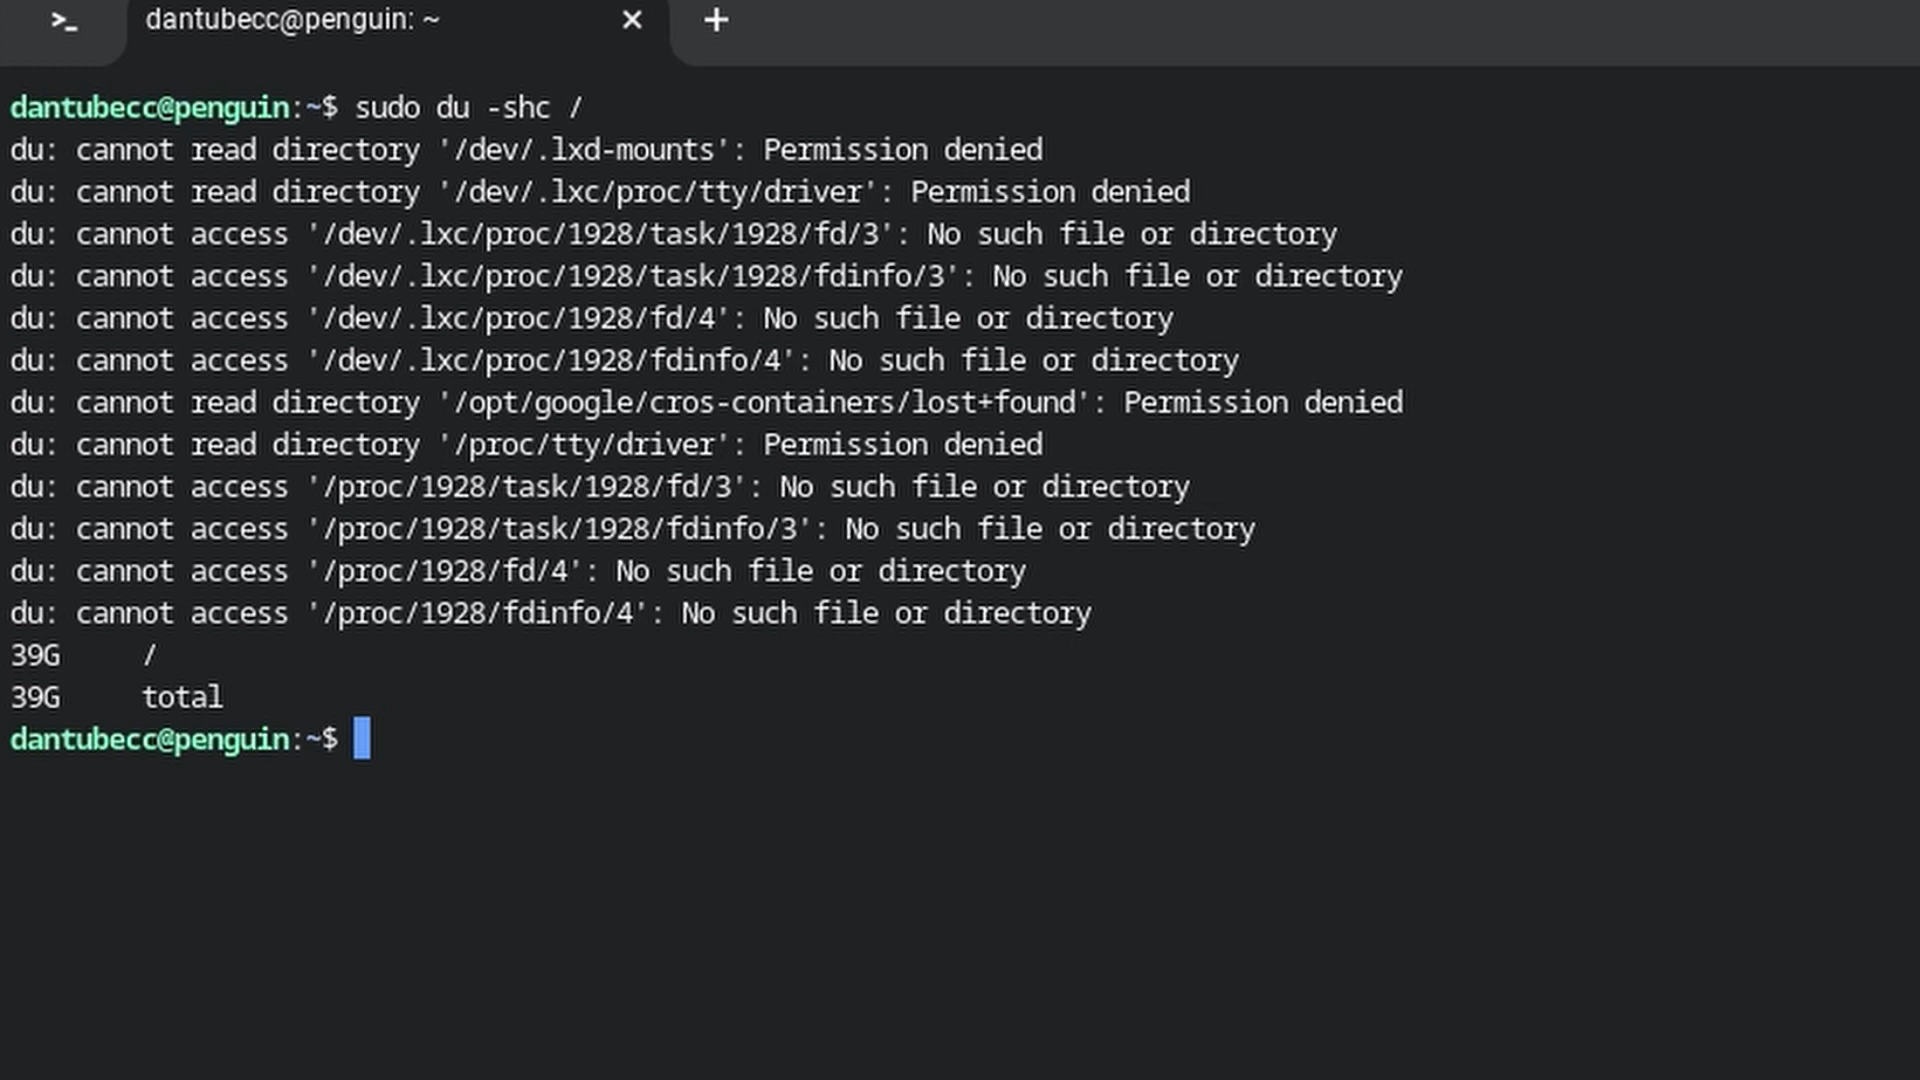 dantubecc@penguin: ~
dantubecc@penguin:~$ sudo du -shc /
du: cannot read directory '/dev/.lxd-mounts': Permission denied
du: cannot read directory '/dev/.lxc/proc/tty/driver': Permission denied
du: cannot access '/dev/.lxc/proc/1928/task/1928/fd/3': No such file or directory
du: cannot access '/dev/.lxc/proc/1928/task/1928/fdinfo/3': No such file or directory
du: cannot access '/dev/.lxc/proc/1928/fd/4': No such file or directory
du: cannot access '/dev/.lxc/proc/1928/fdinfo/4': No such file or directory
du: cannot read directory '/opt/google/cros-containers/lost+found': Permission denied
du: cannot read directory '/proc/tty/driver': Permission denied
du: cannot access '/proc/1928/task/1928/fd/3': No such file or directory
du: cannot access '/proc/1928/task/1928/fdinfo/3': No such file or directory
du: cannot access '/proc/1928/fd/4': No such file or directory
du: cannot access '/proc/1928/fdinfo/4': No such file or directory
39G     /
39G     total
dantubecc@penguin:~$